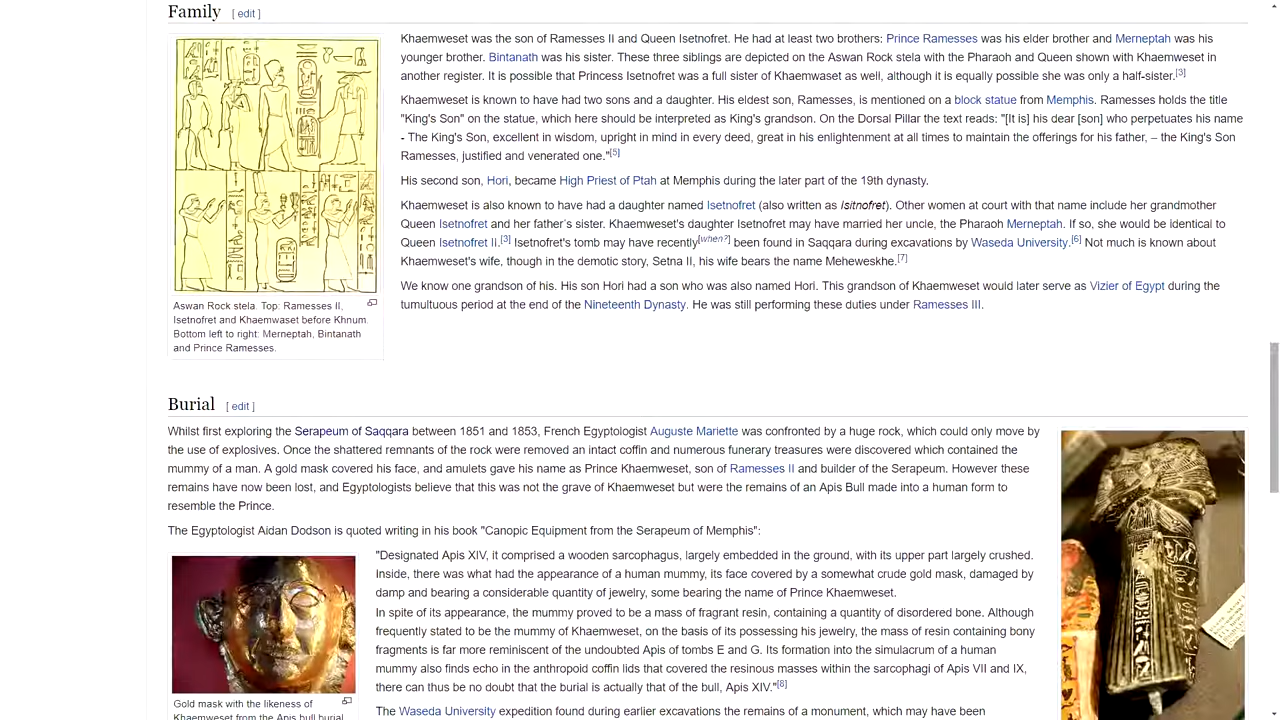 Family [ edit ]
Khaemweset was the son of Ramesses II and Queen Isetnofret. He had at least two brothers: Prince Ramesses was his elder brother and Merneptah was his
younger brother. Bintanath was his sister. These three siblings are depicted on the Aswan Rock stela with the Pharaoh and Queen shown with Khaemweset in
another register. It is possible that Princess Isetnofret was a full sister of Khaemwaset as well, although it is equally possible she was only a half-sister.[3]
Khaemweset is known to have had two sons and a daughter. His eldest son, Ramesses, is mentioned on a block statue from Memphis. Ramesses holds the title
"King's Son" on the statue, which here should be interpreted as King's grandson. On the Dorsal Pillar the text reads: "[It is] his dear [son] who perpetuates his name
- The King's Son, excellent in wisdom, upright in mind in every deed, great in his enlightenment at all times to maintain the offerings for his father, – the King's Son
Ramesses, justified and venerated one."[5]
His second son, Hori, became High Priest of Ptah at Memphis during the later part of the 19th dynasty.
Khaemweset is also known to have had a daughter named Isetnofret (also written as Isitnofret). Other women at court with that name include her grandmother
Queen Isetnofret and her father´s sister. Khaemweset's daughter Isetnofret may have married her uncle, the Pharaoh Merneptah. If so, she would be identical to
Queen Isetnofret II.[3] Isetnofret's tomb may have recently[when?] been found in Saqqara during excavations by Waseda University.[6] Not much is known about
Khaemweset's wife, though in the demotic story, Setna II, his wife bears the name Meheweskhe.[7]
We know one grandson of his. His son Hori had a son who was also named Hori. This grandson of Khaemweset would later serve as Vizier of Egypt during the
tumultuous period at the end of the Nineteenth Dynasty. He was still performing these duties under Ramesses III.
Aswan Rock stela. Top: Ramesses II,
Isetnofret and Khaemwaset before Khnum.
Bottom left to right: Merneptah, Bintanath
and Prince Ramesses.
Burial [ edit ]
Whilst first exploring the Serapeum of Saqqara between 1851 and 1853, French Egyptologist Auguste Mariette was confronted by a huge rock, which could only move by
the use of explosives. Once the shattered remnants of the rock were removed an intact coffin and numerous funerary treasures were discovered which contained the
mummy of a man. A gold mask covered his face, and amulets gave his name as Prince Khaemweset, son of Ramesses II and builder of the Serapeum. However these
remains have now been lost, and Egyptologists believe that this was not the grave of Khaemweset but were the remains of an Apis Bull made into a human form to
resemble the Prince.
The Egyptologist Aidan Dodson is quoted writing in his book "Canopic Equipment from the Serapeum of Memphis":
"Designated Apis XIV, it comprised a wooden sarcophagus, largely embedded in the ground, with its upper part largely crushed.
Inside, there was what had the appearance of a human mummy, its face covered by a somewhat crude gold mask, damaged by
damp and bearing a considerable quantity of jewelry, some bearing the name of Prince Khaemweset.
In spite of its appearance, the mummy proved to be a mass of fragrant resin, containing a quantity of disordered bone. Although
frequently stated to be the mummy of Khaemweset, on the basis of its possessing his jewelry, the mass of resin containing bony
fragments is far more reminiscent of the undoubted Apis of tombs E and G. Its formation into the simulacrum of a human
mummy also finds echo in the anthropoid coffin lids that covered the resinous masses within the sarcophagi of Apis VII and IX,
there can thus be no doubt that the burial is actually that of the bull, Apis XIV."[8]
Gold mask with the likeness of
Khaemweset from the Apis bull burial
The Waseda University expedition found during earlier excavations the remains of a monument, which may have been